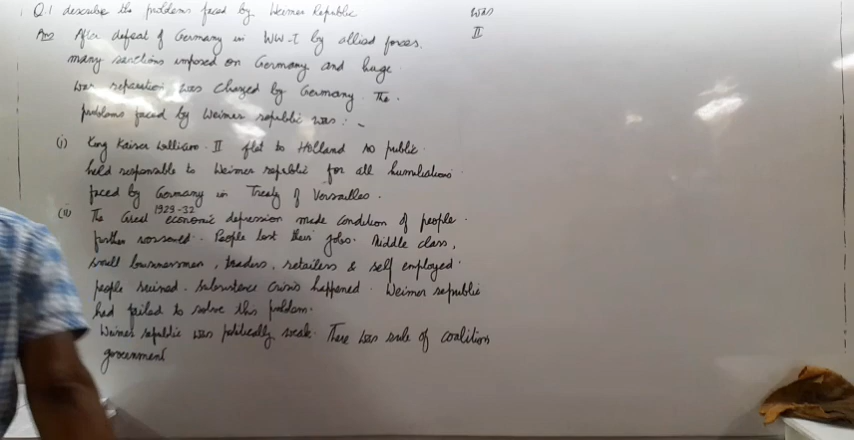 Q.1 describe the problems faced by Weimer Republic
Ans After defeat of Germany in WW-I by allied forces.
many sanctions imposed on Germany and huge
war reparation was charged by Germany. The.
problems faced by Weimer republic was: -
(i) King Kaiser William. II flet to Holland so public.
held responsable to Weimer republic for all humiliations
faced by Germany in Treaty of Versailles.
1929-32
(ii) The Great economic depression made condition of people.
further worsened. People lost their jobs. Middle class,
small businessmen, traders, retailers & self employed.
people ruined. Subsistence crisis happened. Weimer republic
had failed to solve this problem.
Weimer republic was politically weak. There was rule of coalition
government
was
II